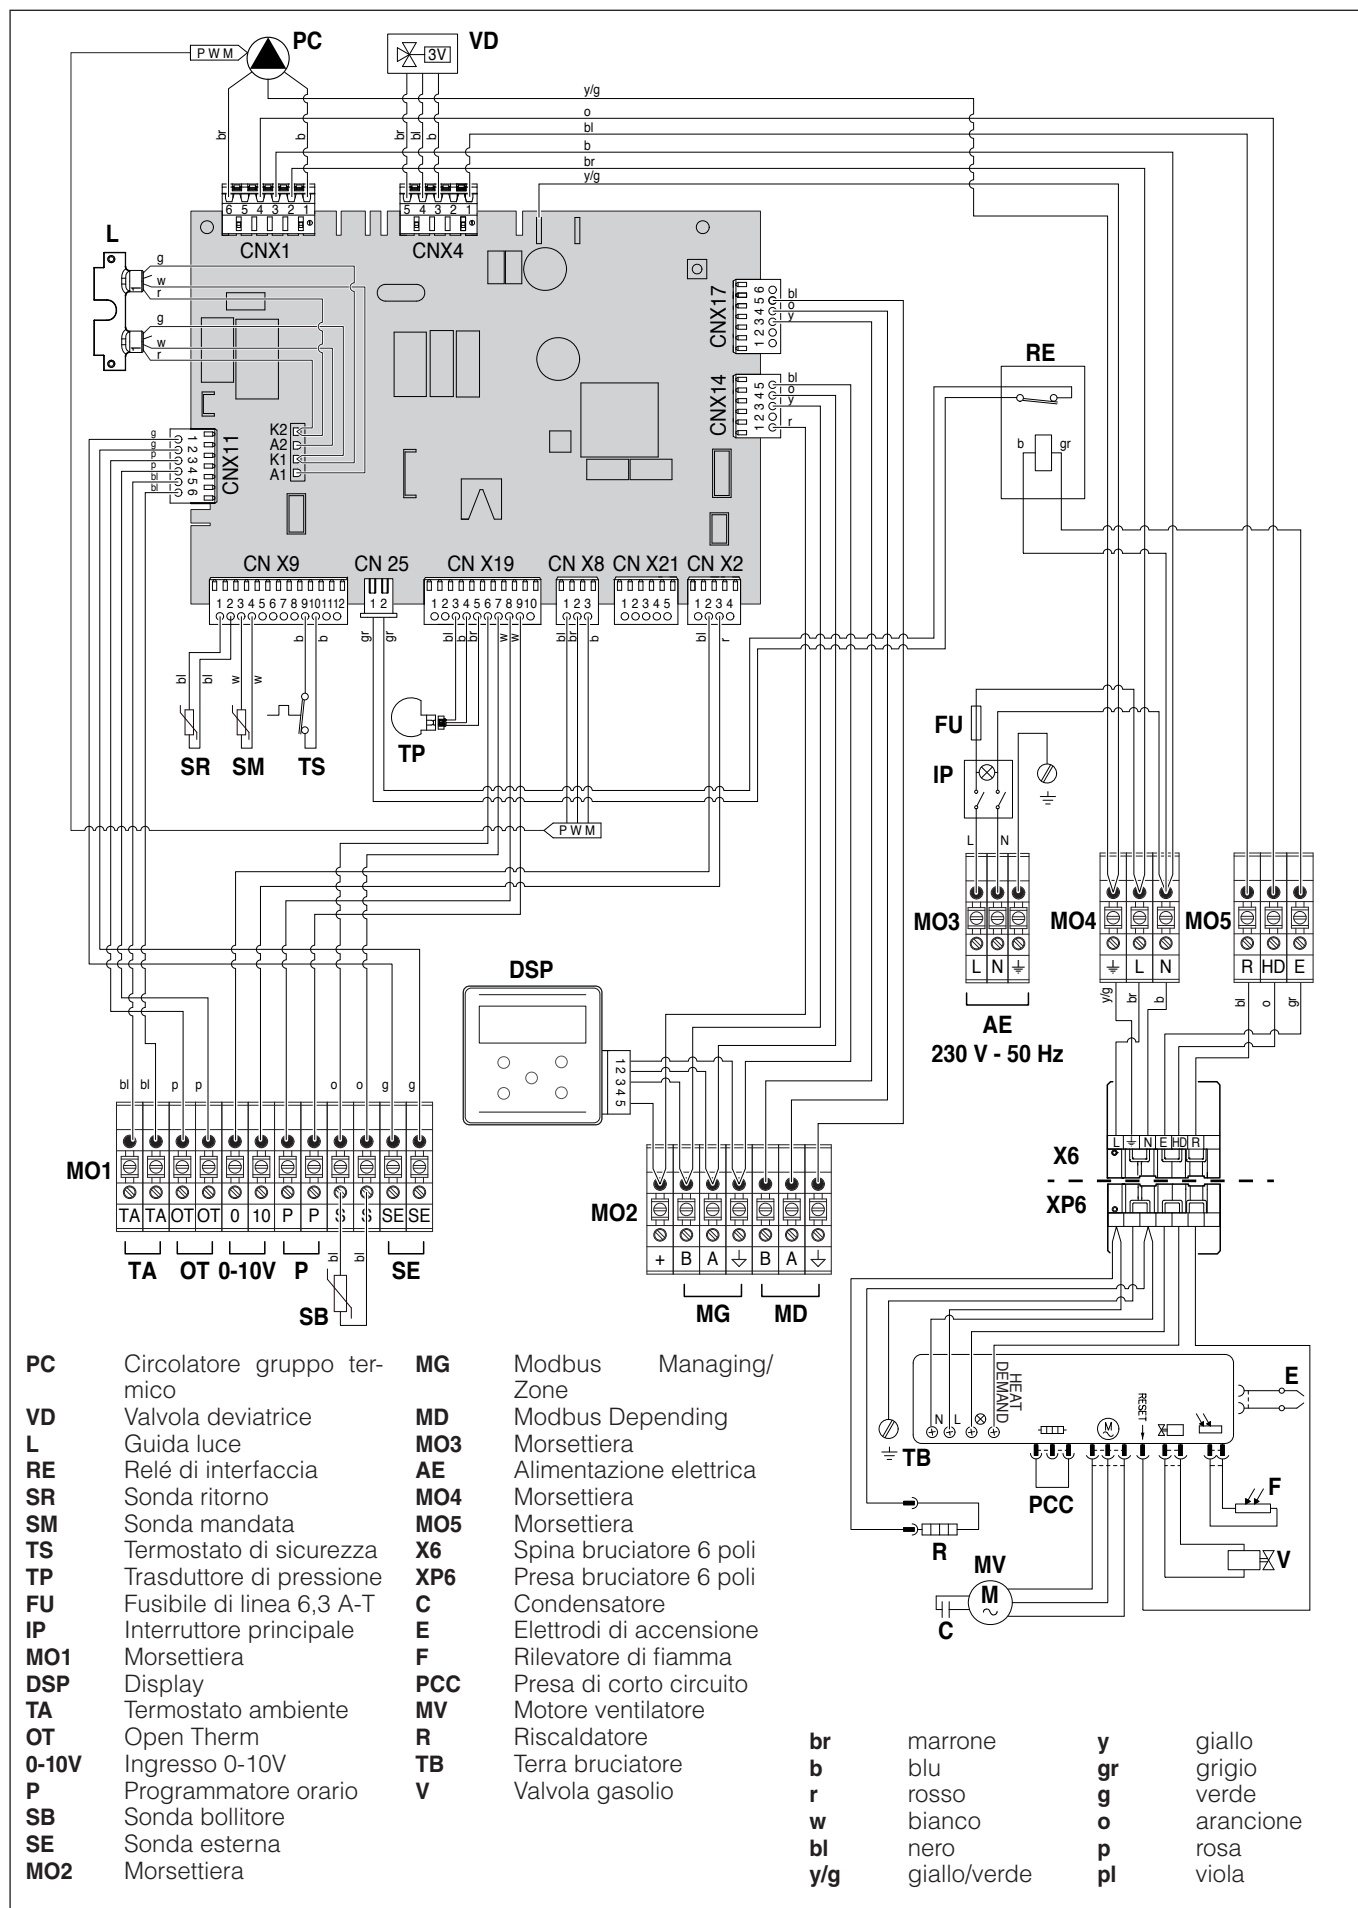 PWM
PC
3V
VD
y/g
o
bl
b
br
y/g
br
b
br
bl
b
6 5 4 3 2 1
5 4 3 2 1
CNX1
CNX4
L
g
w
r
g
w
r
CNX17
1 2 3 4 5 6
bl
o
y
CNX14
1 2 3 4 5
bl
o
y
r
RE
b
gr
K2
A2
K1
A1
g
g
p
p
bl
bl
1 2 3 4 5 6
CNX11
CN X9
CN 25
CN X19
CN X8
CN X21
CN X2
1 2 3 4 5 6 7 8 9 10 11 12
1 2
1 2 3 4 5 6 7 8 9 10
1 2 3
1 2 3 4 5
1 2 3 4
bl
bl
w
w
b
b
gr
gr
bl
b
br
w
w
bl
br
b
bl
r
SR
SM
TS
TP
FU
IP
PWM
L
N
MO3
MO4
MO5
L N
L N
R HD E
AE
230 V - 50 Hz
y/g
br
b
bl
o
gr
DSP
1 2 3 4 5
bl
bl
p
p
o
o
g
g
MO1
TA TA OT OT 0 10 P P S S SE SE
TA
OT
0-10V
P
SE
bl
bl
SB
MO2
+ B A B A
MG
MD
L N E HD R
X6
XP6
HEAT DEMAND
N
L
RESET
M
E
TB
PCC
F
R
V
MV
M
C
PC Circolatore gruppo ter-
mico
VD Valvola deviatrice
L Guida luce
RE Relé di interfaccia
SR Sonda ritorno
SM Sonda mandata
TS Termostato di sicurezza
TP Trasduttore di pressione
FU Fusibile di linea 6,3 A-T
IP Interruttore principale
MO1 Morsettiera
DSP Display
TA Termostato ambiente
OT Open Therm
0-10V Ingresso 0-10V
P Programmatore orario
SB Sonda bollitore
SE Sonda esterna
MO2 Morsettiera
MG Modbus Managing/
Zone
MD Modbus Depending
MO3 Morsettiera
AE Alimentazione elettrica
MO4 Morsettiera
MO5 Morsettiera
X6 Spina bruciatore 6 poli
XP6 Presa bruciatore 6 poli
C Condensatore
E Elettrodi di accensione
F Rilevatore di fiamma
PCC Presa di corto circuito
MV Motore ventilatore
R Riscaldatore
TB Terra bruciatore
V Valvola gasolio
br marrone
b blu
r rosso
w bianco
bl nero
y/g giallo/verde
y giallo
gr grigio
g verde
o arancione
p rosa
pl viola